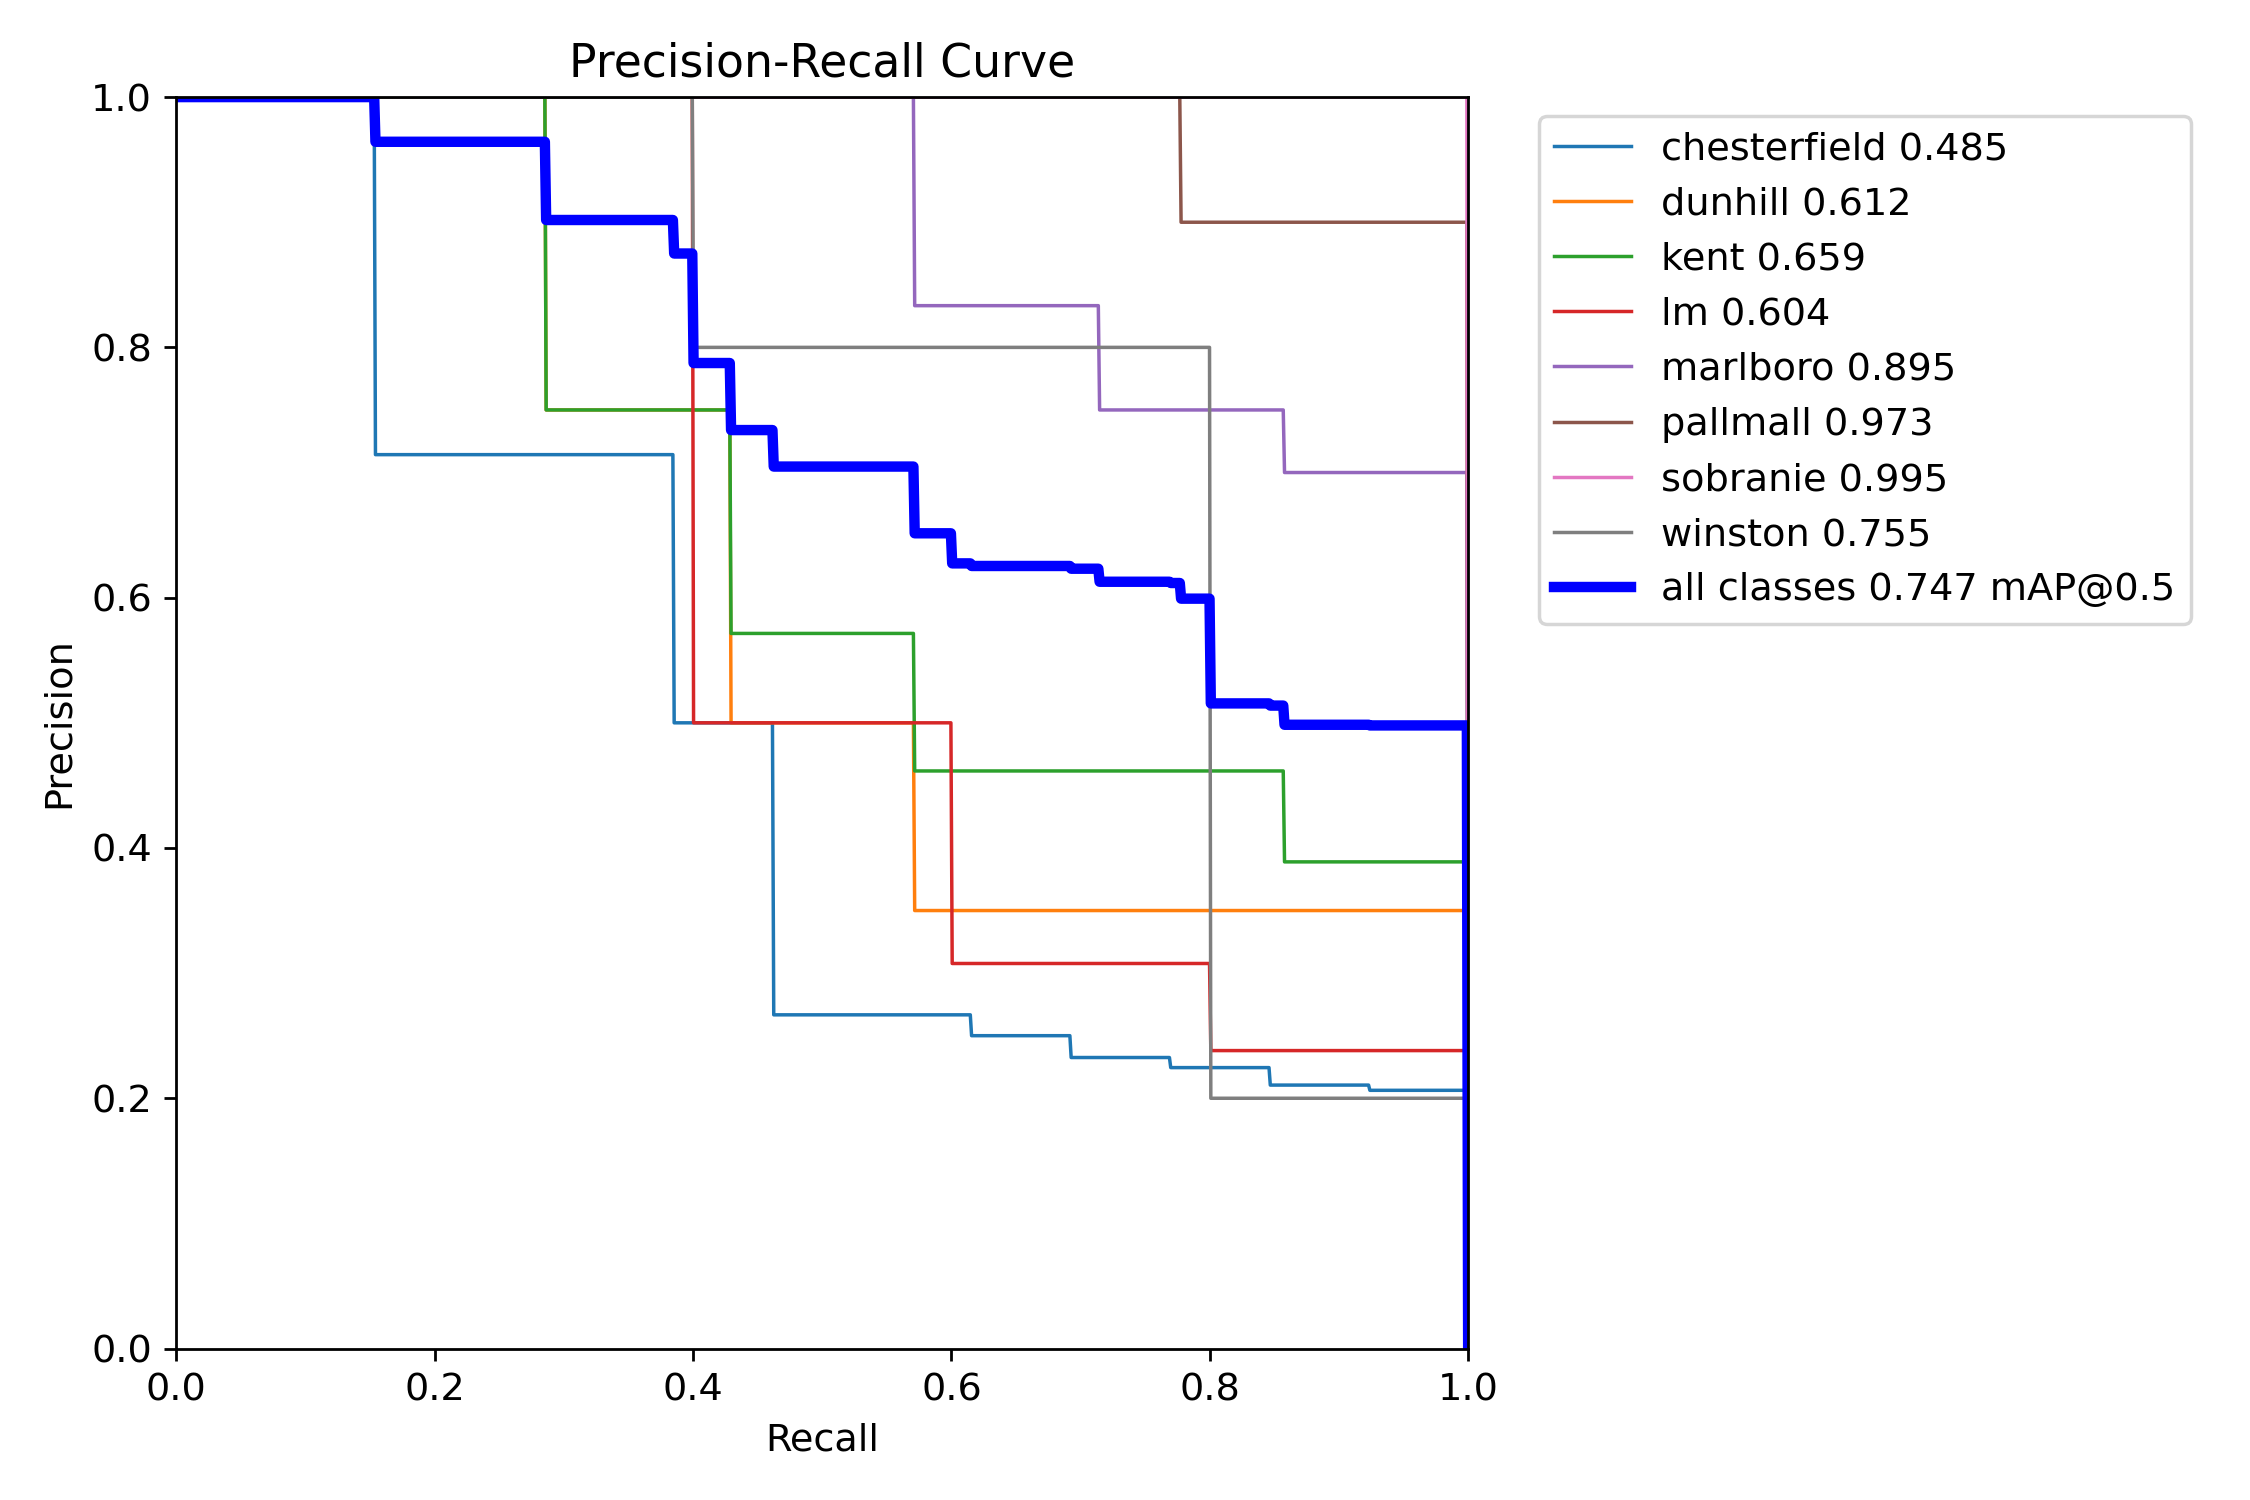 Precision-Recall Curve
1.0
0.8
0.6
0.4
0.2
0.0
Precision
0.0 0.2 0.4 0.6 0.8 1.0
Recall
chesterfield 0.485
dunhill 0.612
kent 0.659
lm 0.604
marlboro 0.895
pallmall 0.973
sobranie 0.995
winston 0.755
all classes 0.747 mAP@0.5